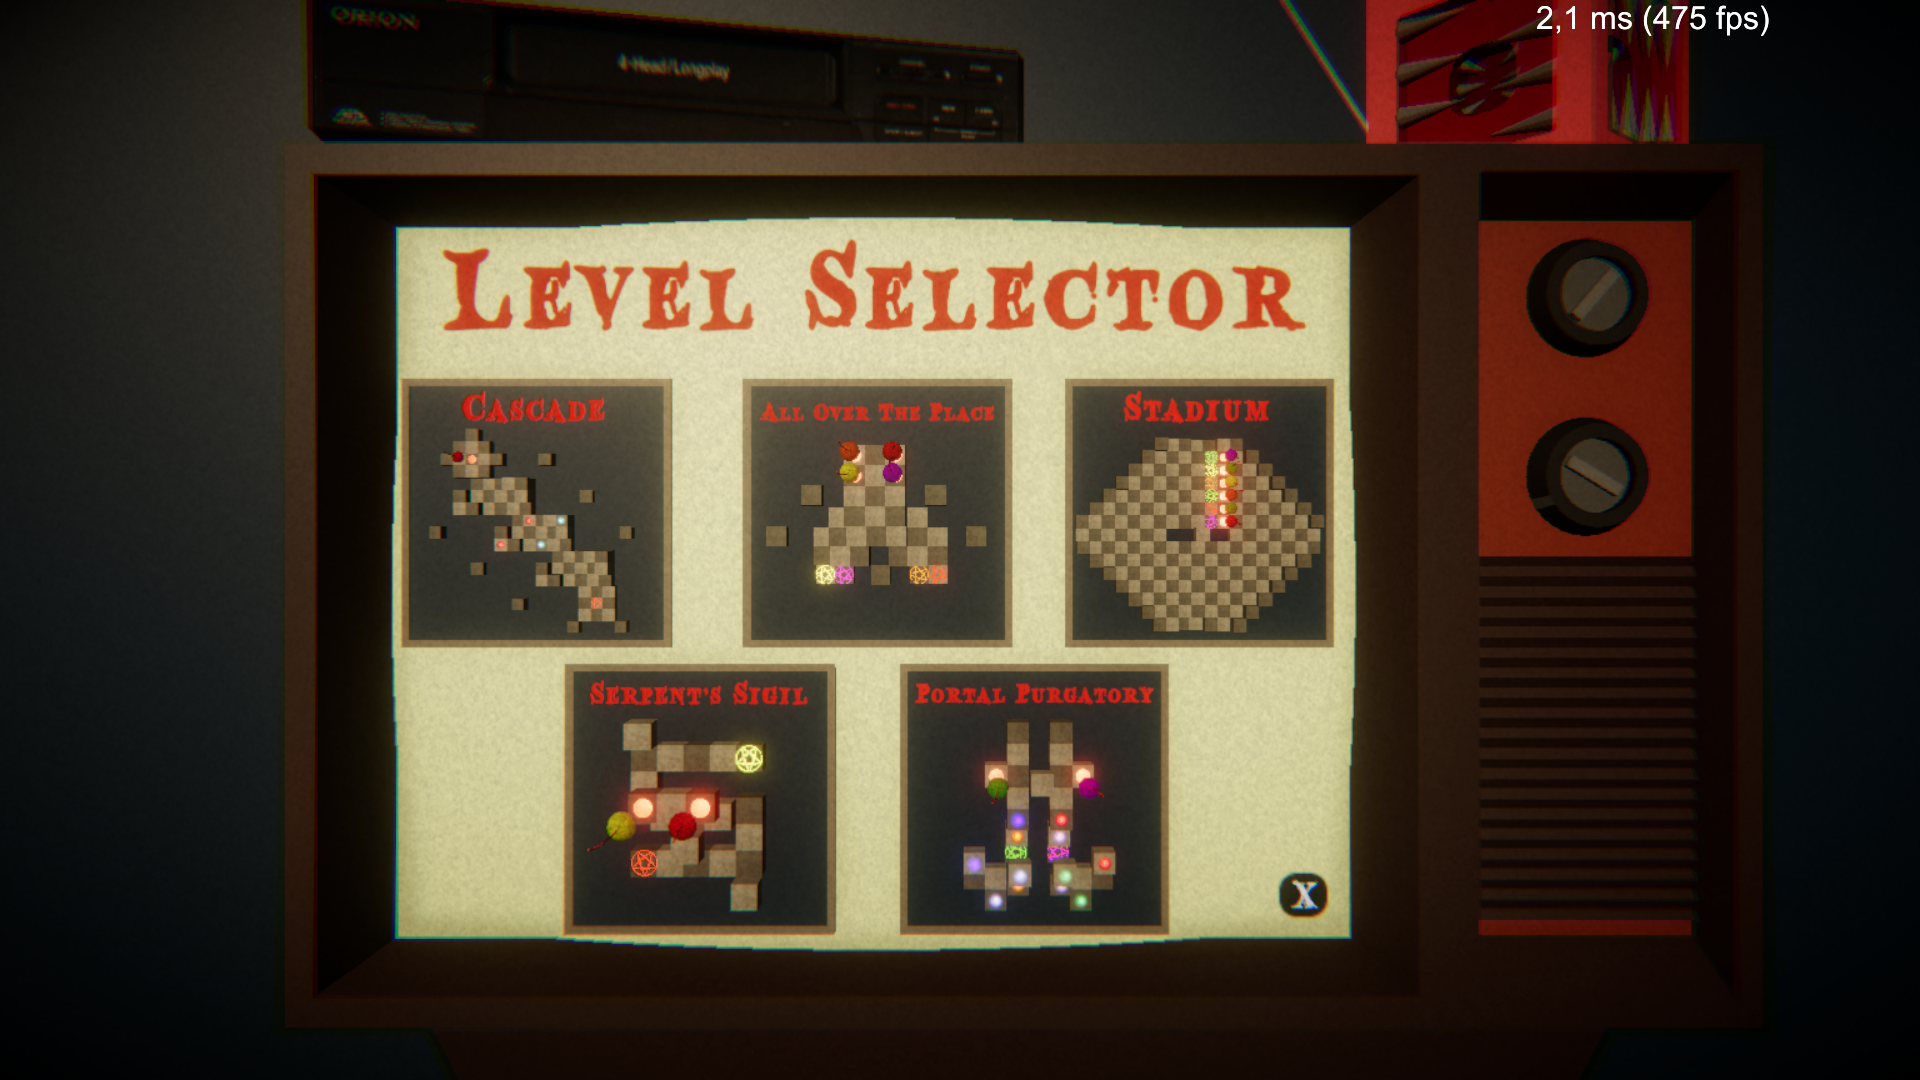 2,1 ms (475 fps)
ORION
4-Head/Longplay
LEVEL SELECTOR
CASCADE
ALL OVER THE PLACE
STADIUM
SERPENT'S SIGIL
PORTAL PURGATORY
X